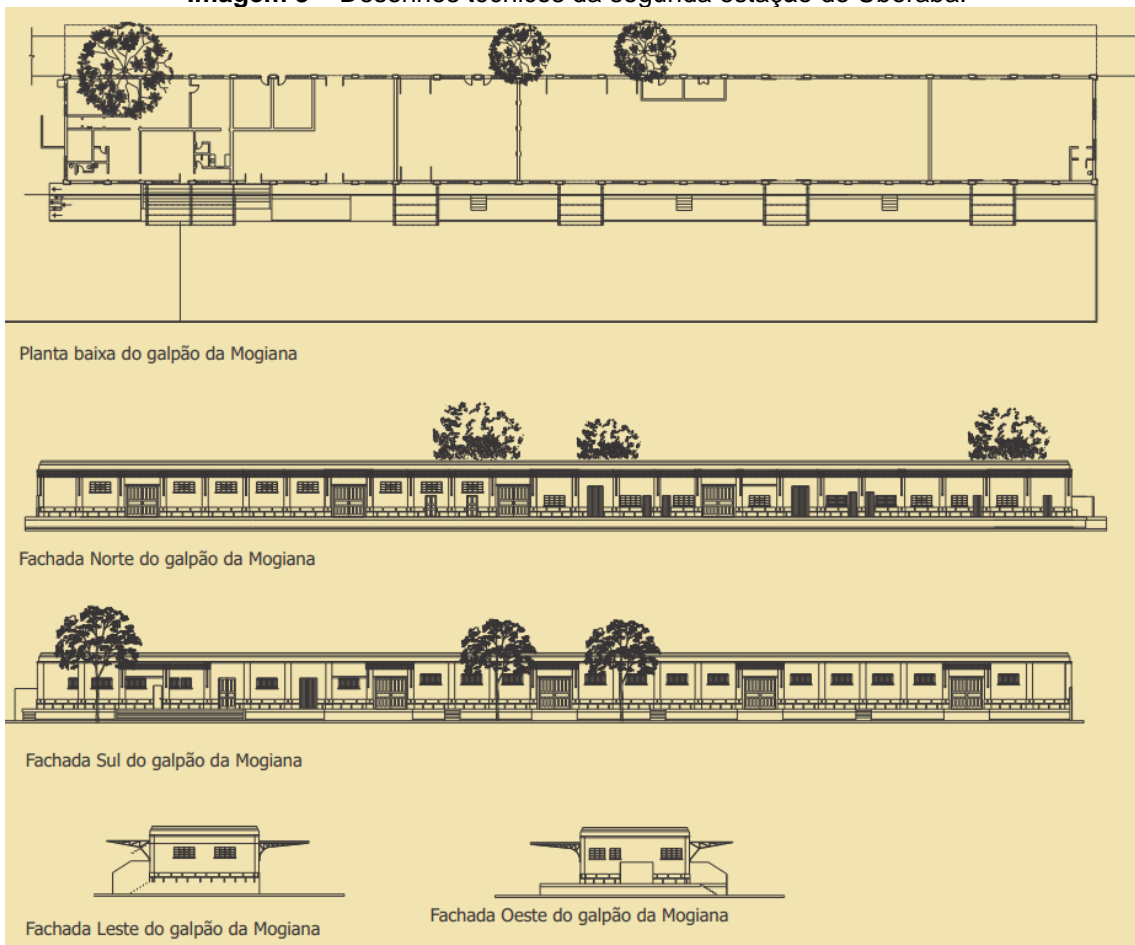 Imagem 3 – Desenhos técnicos da segunda estação de Uberaba.
Planta baixa do galpão da Mogiana
Fachada Norte do galpão da Mogiana
Fachada Sul do galpão da Mogiana
Fachada Leste do galpão da Mogiana
Fachada Oeste do galpão da Mogiana